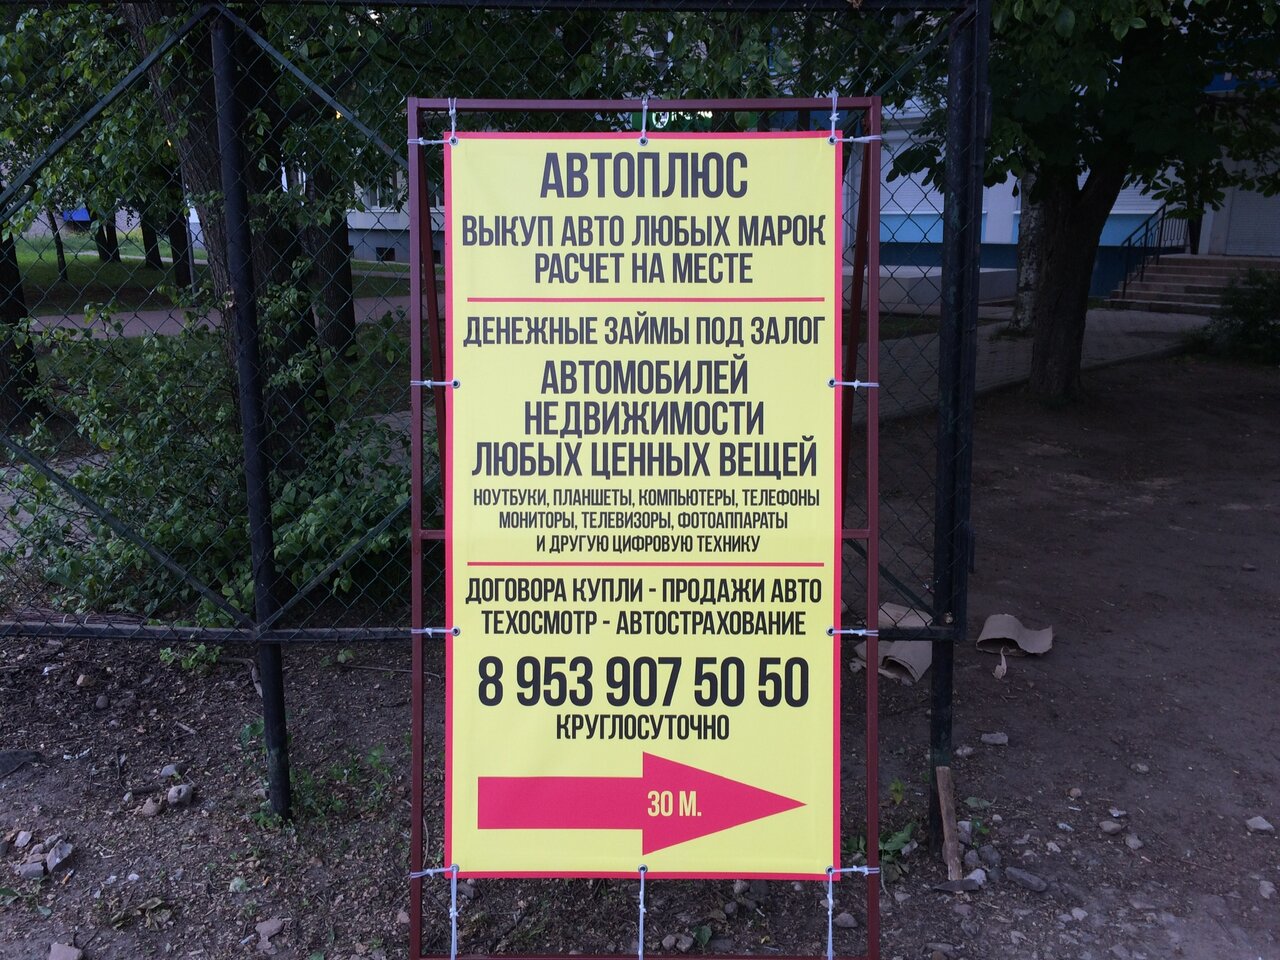 АВТОПЛЮС
ВЫКУП АВТО ЛЮБЫХ МАРОК
РАСЧЕТ НА МЕСТЕ
ДЕНЕЖНЫЕ ЗАЙМЫ ПОД ЗАЛОГ
АВТОМОБИЛЕЙ
НЕДВИЖИМОСТИ
ЛЮБЫХ ЦЕННЫХ ВЕЩЕЙ
НОУТБУКИ, ПЛАНШЕТЫ, КОМПЬЮТЕРЫ, ТЕЛЕФОНЫ
МОНИТОРЫ, ТЕЛЕВИЗОРЫ, ФОТОАППАРАТЫ
И ДРУГУЮ ЦИФРОВУЮ ТЕХНИКУ
ДОГОВОРА КУПЛИ - ПРОДАЖИ АВТО
ТЕХОСМОТР - АВТОСТРАХОВАНИЕ
8 953 907 50 50
КРУГЛОСУТОЧНО
30 М.